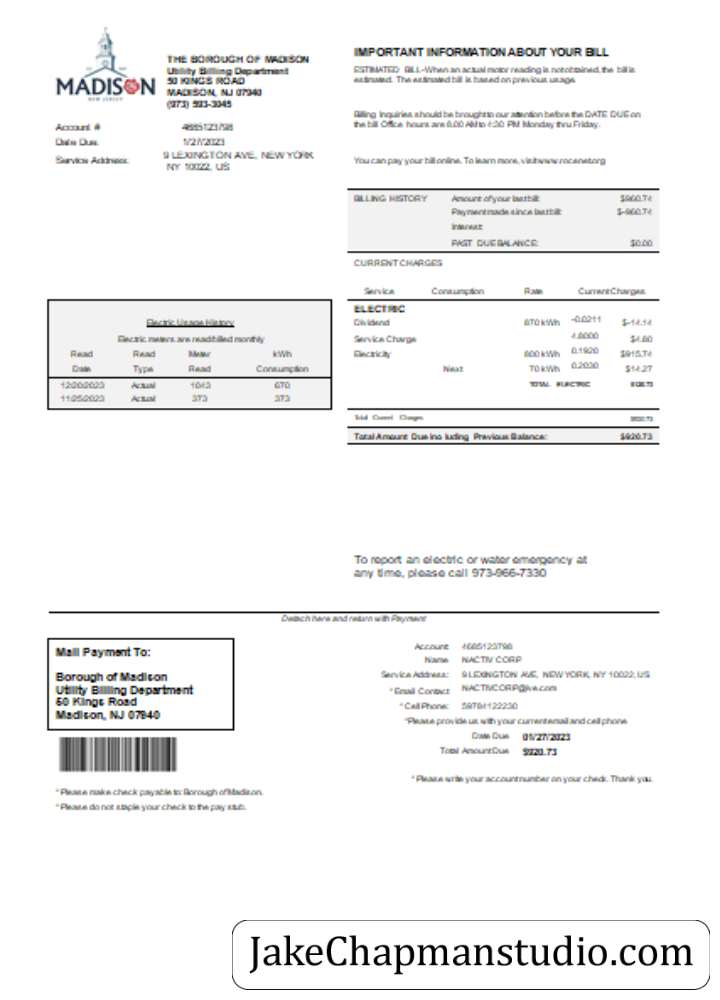 MADISON
NEW JERSEY
THE BOROUGH OF MADISON
Utility Billing Department
50 KINGS ROAD
MADISON, NJ 07940
(973) 593-3045
Account #: 4685123798
Date Due: 1/27/2023
Service Address: 9 LEXINGTON AVE, NEW YORK
NY 10022, US
IMPORTANT INFORMATION ABOUT YOUR BILL
ESTIMATED BILL-When an actual motor reading is not obtained, the bill is
estimated. The estimated bill is based on previous usage.
Billing Inquiries should be brought to our attention before the DATE DUE on
the bill Office hours are 8.00 AM to 4:30 PM Monday thru Friday.
You can pay your bill online. To learn more, visit www.rocenet.org
BILLING HISTORY Amount of your last bill: $960.74
Payment made since last bill: $-960.74
Interest:
PAST DUE BALANCE: $0.00
CURRENT CHARGES
Service Consumption Rate Current Charges
ELECTRIC
Dividend 670 kWh -0.0211 $-14.14
Service Charge 4.8000 $4.80
Electricity 600 kWh 0.1920 $915,74
Next 70 kWh 0.2030 $14,27
TOTAL ELECTRIC
Total Current Charges
Total Amount Due inc luding Previous Balance: $920.73
Electric Usage History
Electric meters are read/billed monthly
Read Read Meter kWh
Date Type Read Consumption
12/20/2023 Actual 1043 670
11/25/2023 Actual 373 373
To report an electric or water emergency at
any time, please call 973-966-7330
Detach here and return with Payment
Mail Payment To:
Borough of Madison
Utility Billing Department
50 Kings Road
Madison, NJ 07940
Account: 4685123798
Name: NACTIV CORP
Service Address: 9 LEXINGTON AVE, NEW YORK, NY 10022, US
* Email Contact: NACTIVCORP@live.com
* Cell Phone: 59784122230
*Please provide us with your current email and cell phone
Date Due 01/27/2023
Total Amount Due $920.73
* Please write your account number on your check. Thank you.
* Please make check payable to: Borough of Madison.
* Please do not staple your check to the pay stub.
JakeChapmanstudio.com